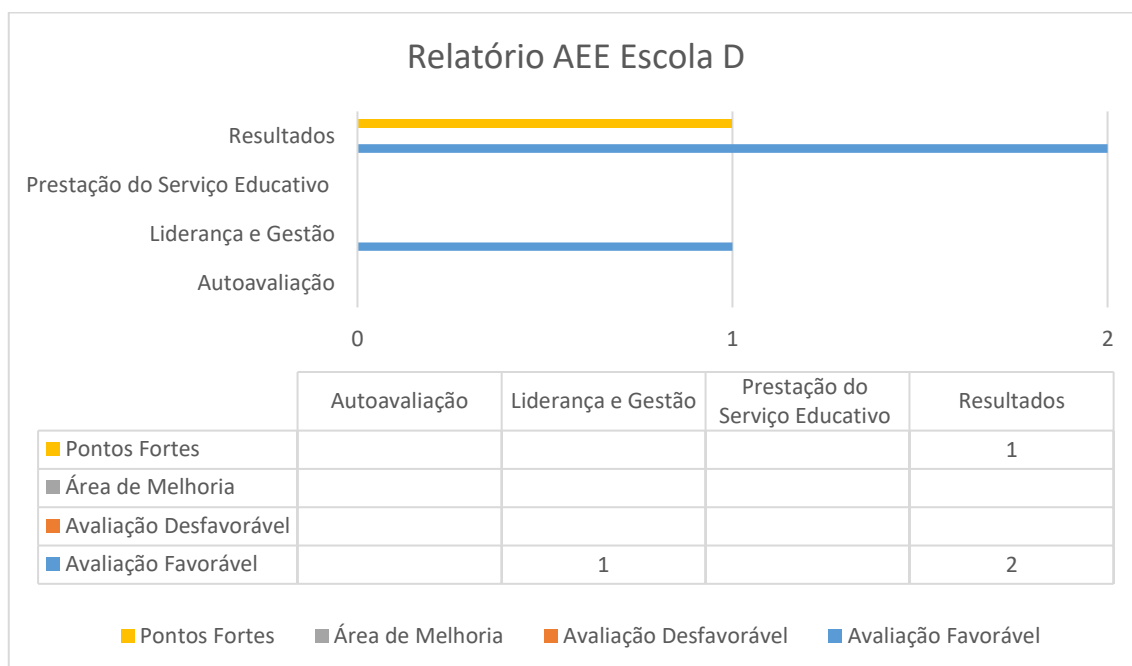 Relatório AEE Escola D
Resultados
Prestação do Serviço Educativo
Liderança e Gestão
Autoavaliação
0 1 2
Autoavaliação Liderança e Gestão Prestação do Serviço Educativo Resultados
Pontos Fortes 1
Área de Melhoria
Avaliação Desfavorável
Avaliação Favorável 1 2
Pontos Fortes Área de Melhoria Avaliação Desfavorável Avaliação Favorável